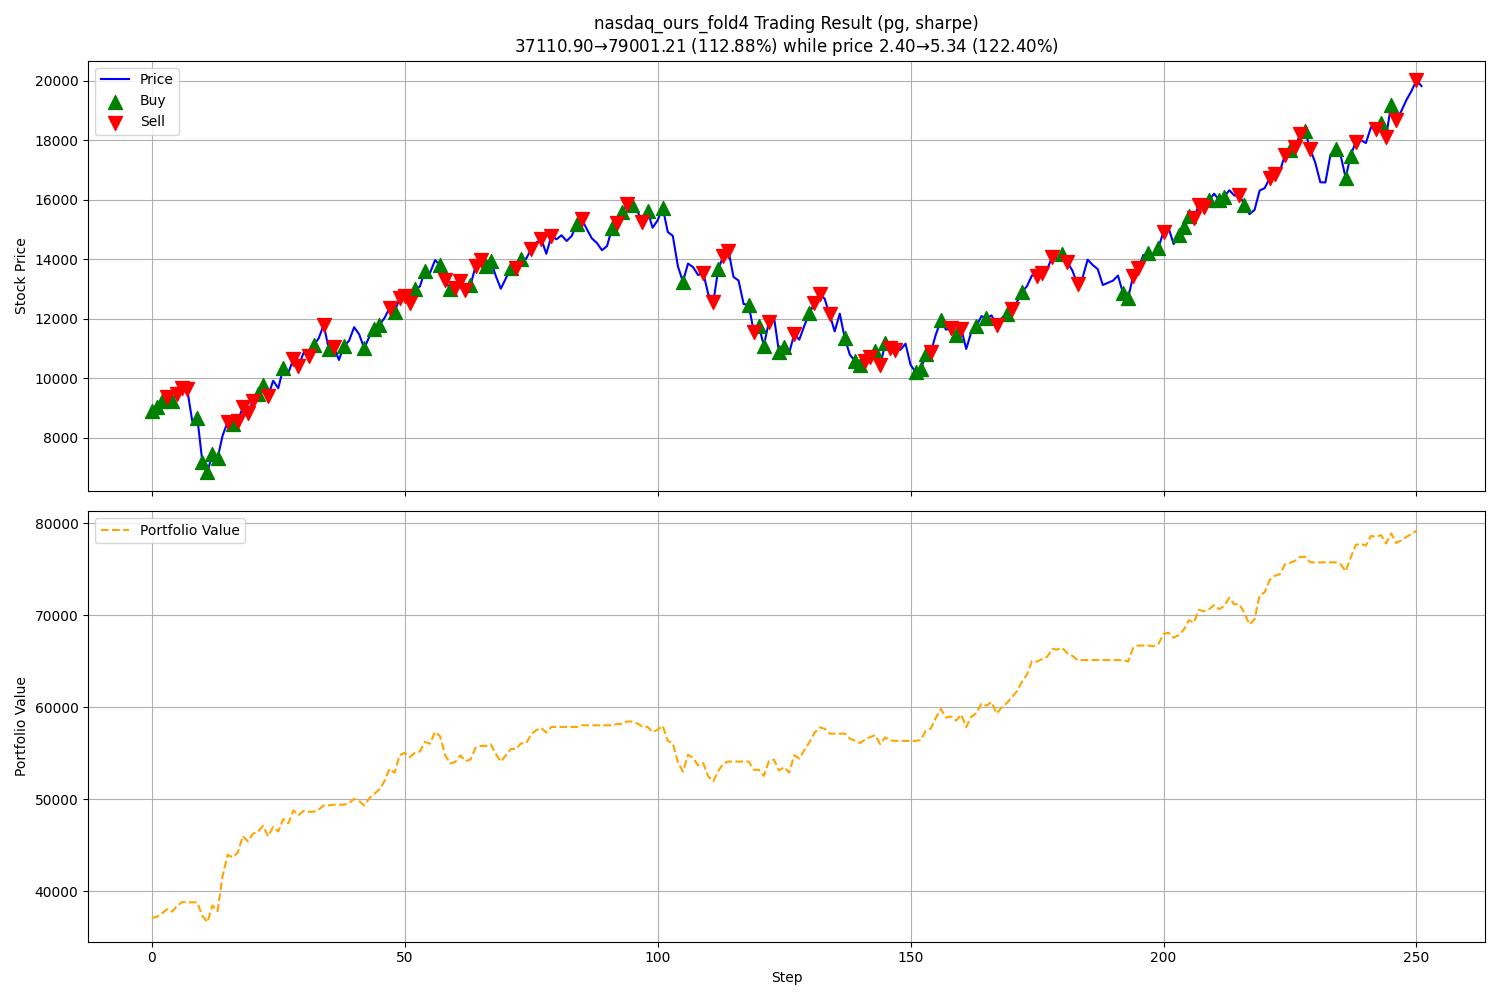 nasdaq_ours_fold4 Trading Result (pg, sharpe)
37110.90→79001.21 (112.88%) while price 2.40→5.34 (122.40%)
Price
Buy
Sell
Stock Price
20000
18000
16000
14000
12000
10000
8000
Portfolio Value
Portfolio Value
80000
70000
60000
50000
40000
0
50
100
150
200
250
Step